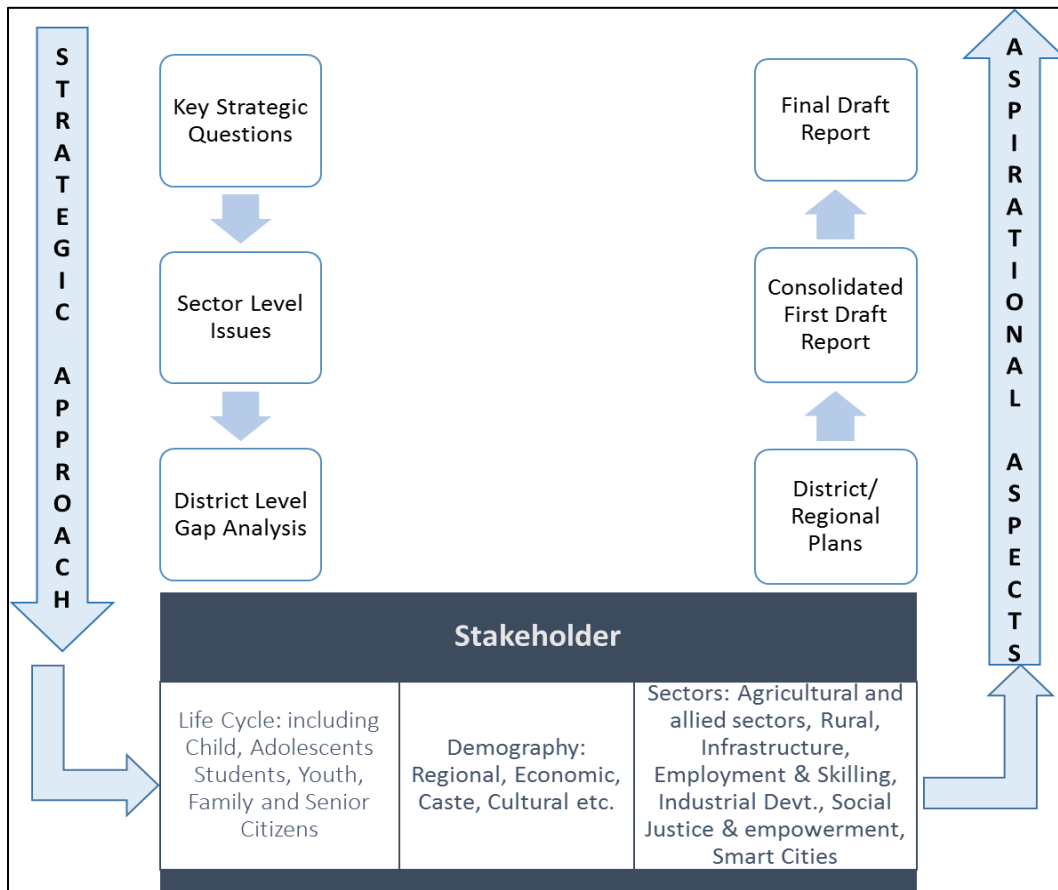 STRATEGIC APPROACH
Key Strategic
Questions
Sector Level
Issues
District Level
Gap Analysis
Final Draft
Report
Consolidated
First Draft
Report
District/
Regional
Plans
ASPIRATIONAL ASPECTS
Stakeholder
Life Cycle: including
Child, Adolescents
Students, Youth,
Family and Senior
Citizens
Demography:
Regional, Economic,
Caste, Cultural etc.
Sectors: Agricultural and
allied sectors, Rural,
Infrastructure,
Employment & Skilling,
Industrial Devt., Social
Justice & empowerment,
Smart Cities